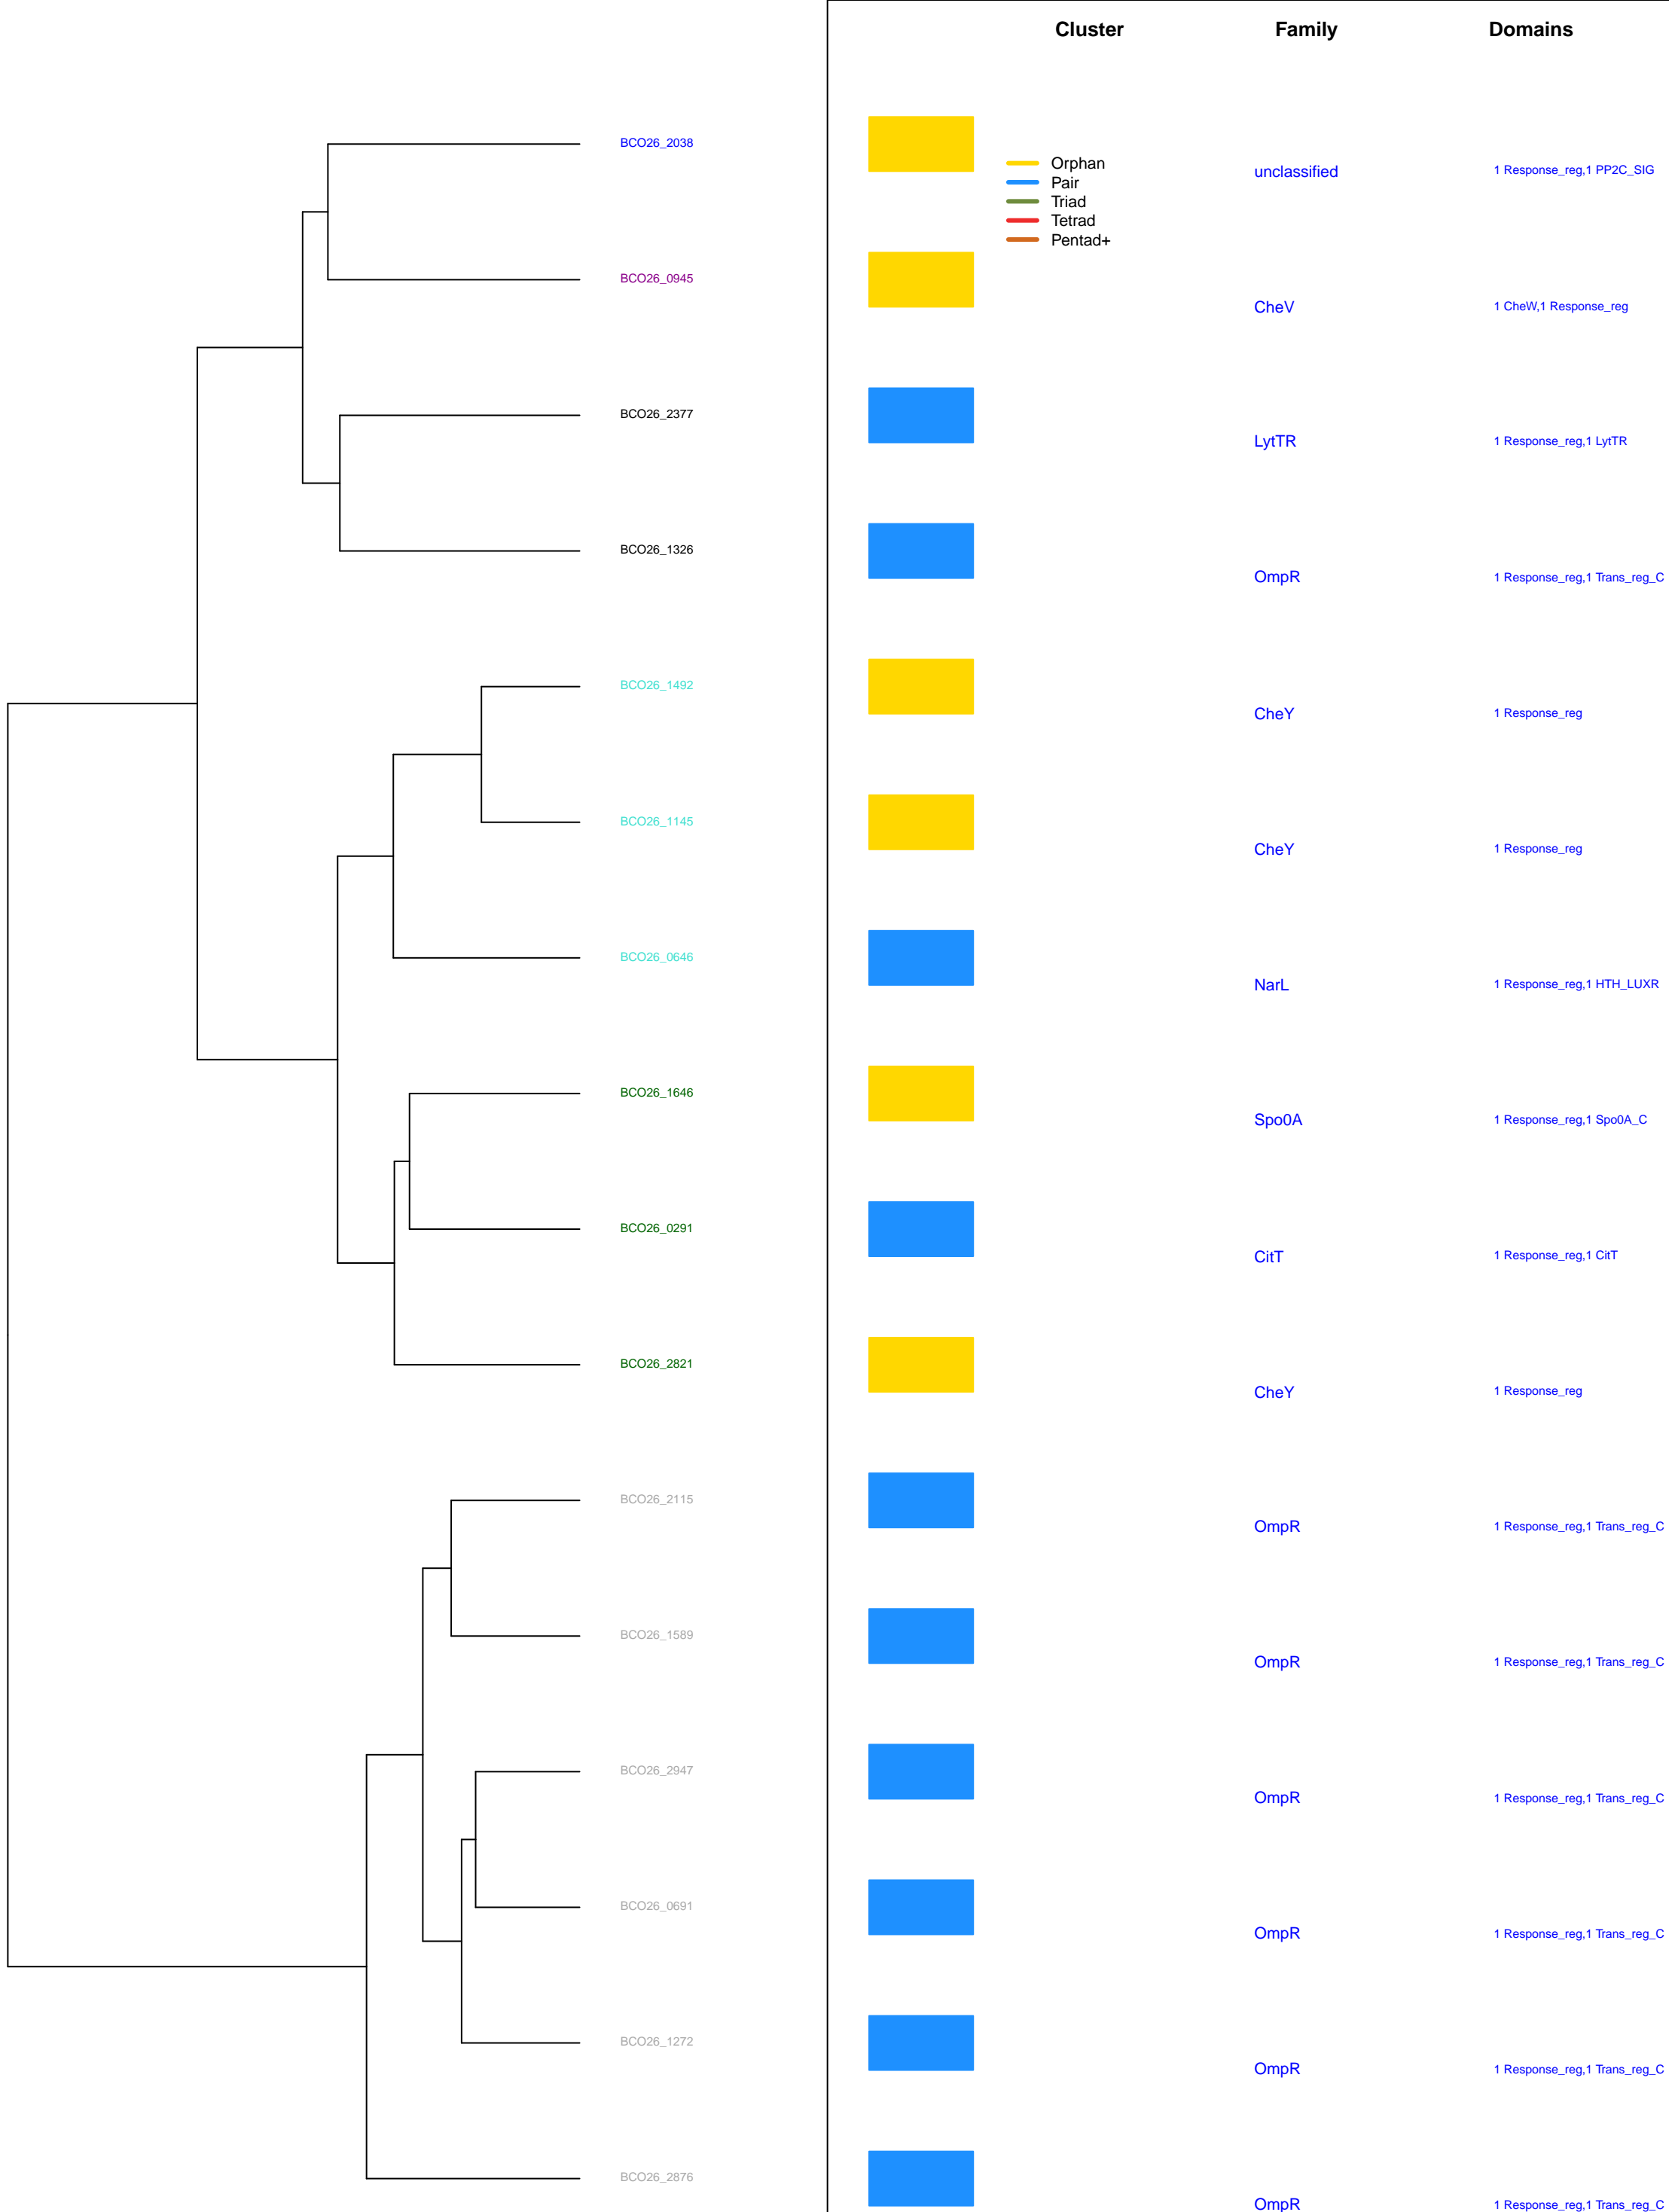 Cluster Family Domains
BCO26_2038
Orphan
unclassified 1 Response_reg,1 PP2C_SIG
Pair
Triad
Tetrad
Pentad+
BCO26_0945
CheV 1 CheW,1 Response_reg
BCO26_2377
LytTR 1 Response_reg,1 LytTR
BCO26_1326
OmpR 1 Response_reg,1 Trans_reg_C
BCO26_1492
CheY 1 Response_reg
BCO26_1145
CheY 1 Response_reg
BCO26_0646
NarL 1 Response_reg,1 HTH_LUXR
BCO26_1646
Spo0A 1 Response_reg,1 Spo0A_C
BCO26_0291
CitT 1 Response_reg,1 CitT
BCO26_2821
CheY 1 Response_reg
BCO26_2115
OmpR 1 Response_reg,1 Trans_reg_C
BCO26_1589
OmpR 1 Response_reg,1 Trans_reg_C
BCO26_2947
OmpR 1 Response_reg,1 Trans_reg_C
BCO26_0691
OmpR 1 Response_reg,1 Trans_reg_C
BCO26_1272
OmpR 1 Response_reg,1 Trans_reg_C
BCO26_2876
OmpR 1 Response_reg,1 Trans_reg_C